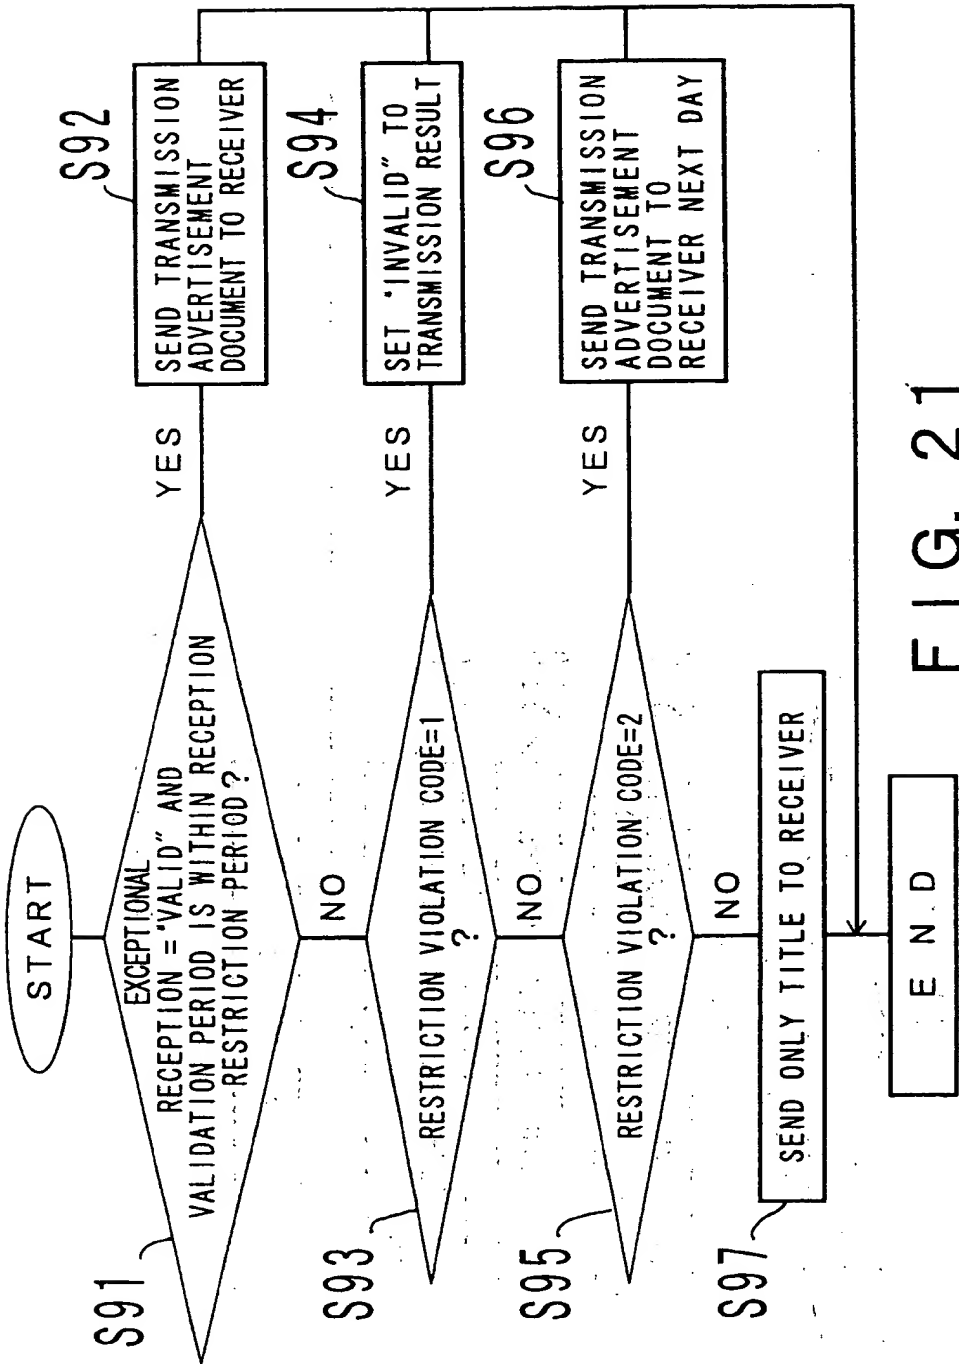 START
S91
EXCEPTIONAL
RECEPTION = "VALID" AND
VALIDATION PERIOD IS WITHIN RECEPTION
RESTRICTION PERIOD?
YES
S92
SEND TRANSMISSION
ADVERTISEMENT
DOCUMENT TO RECEIVER
NO
S93
RESTRICTION VIOLATION CODE=1
?
YES
S94
SET "INVALID" TO
TRANSMISSION RESULT
NO
S95
RESTRICTION VIOLATION CODE=2
?
YES
S96
SEND TRANSMISSION
ADVERTISEMENT
DOCUMENT TO
RECEIVER NEXT DAY
NO
S97
SEND ONLY TITLE TO RECEIVER
END
FIG. 21